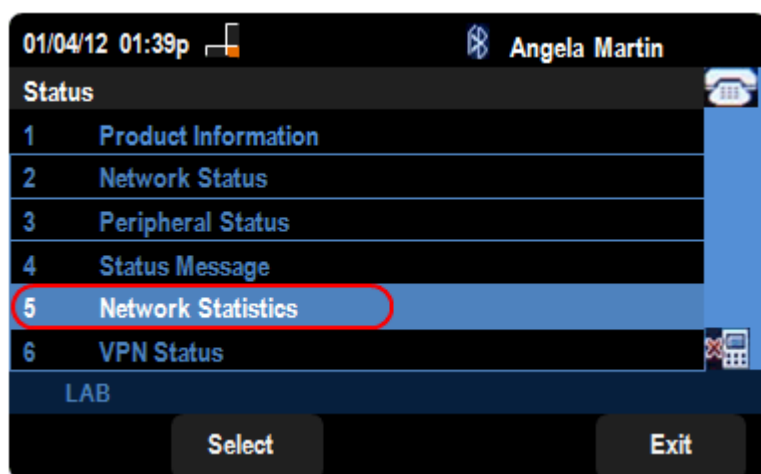 01/04/12 01:39p Angela Martin
Status
1 Product Information
2 Network Status
3 Peripheral Status
4 Status Message
5 Network Statistics
6 VPN Status
LAB
Select Exit